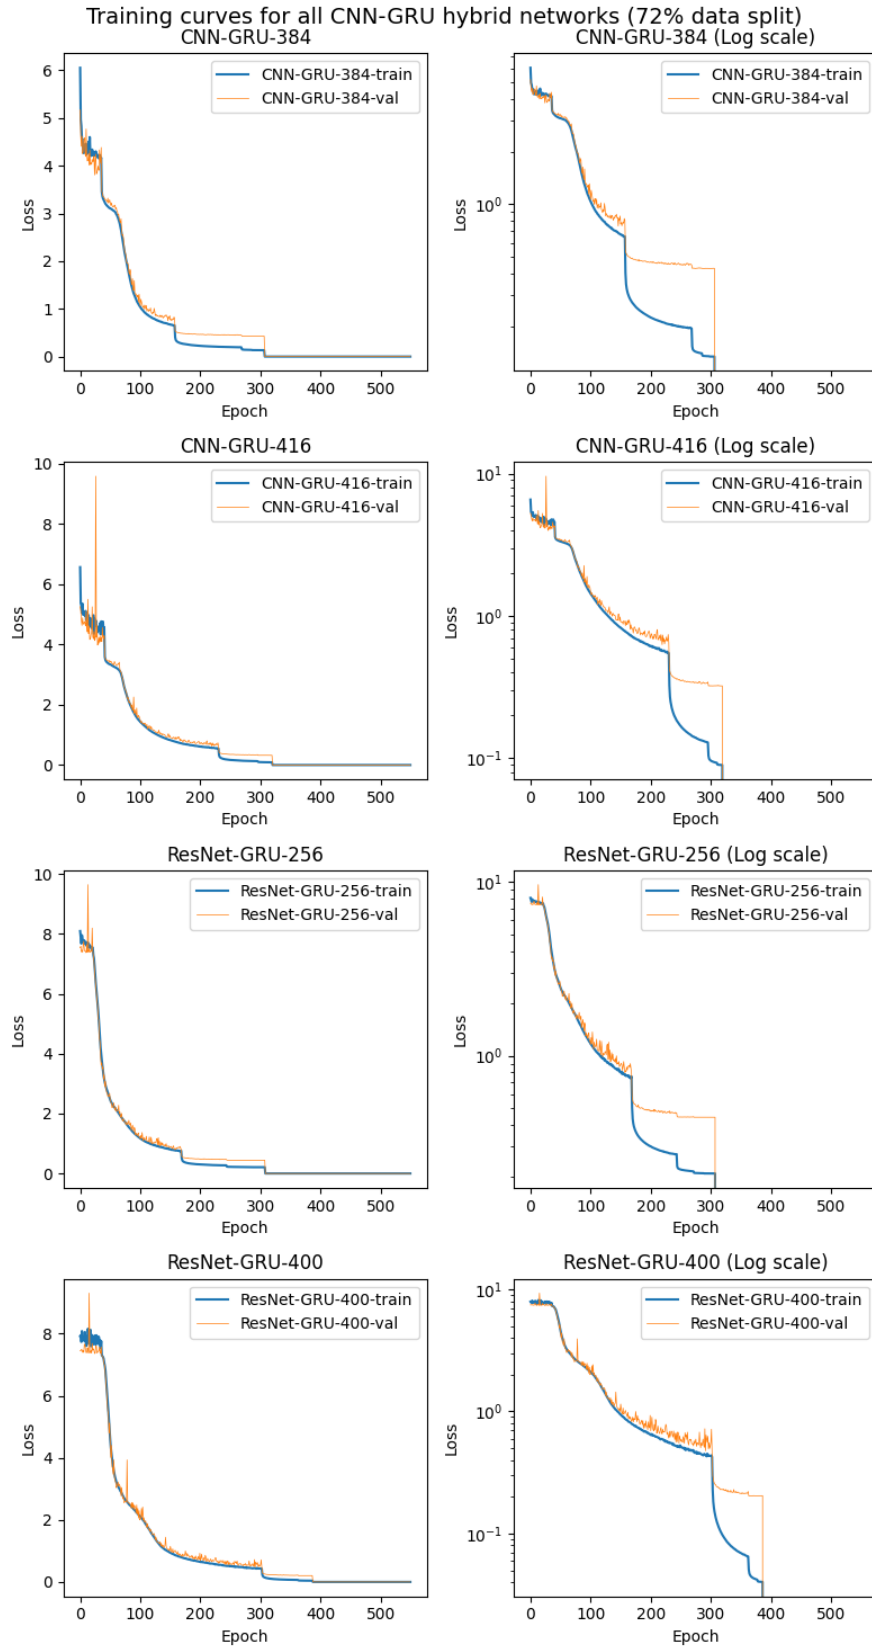 Training curves for all CNN-GRU hybrid networks (72% data split)
CNN-GRU-384
CNN-GRU-384 (Log scale)
6
5
4
3
2
1
0
Loss
CNN-GRU-384-train
CNN-GRU-384-val
0 100 200 300 400 500
Epoch
10⁰
Loss
CNN-GRU-384-train
CNN-GRU-384-val
0 100 200 300 400 500
Epoch
CNN-GRU-416
CNN-GRU-416 (Log scale)
10
8
6
4
2
0
Loss
CNN-GRU-416-train
CNN-GRU-416-val
0 100 200 300 400 500
Epoch
10¹
10⁰
10⁻¹
Loss
CNN-GRU-416-train
CNN-GRU-416-val
0 100 200 300 400 500
Epoch
ResNet-GRU-256
ResNet-GRU-256 (Log scale)
10
8
6
4
2
0
Loss
ResNet-GRU-256-train
ResNet-GRU-256-val
0 100 200 300 400 500
Epoch
10¹
10⁰
Loss
ResNet-GRU-256-train
ResNet-GRU-256-val
0 100 200 300 400 500
Epoch
ResNet-GRU-400
ResNet-GRU-400 (Log scale)
8
6
4
2
0
Loss
ResNet-GRU-400-train
ResNet-GRU-400-val
0 100 200 300 400 500
Epoch
10¹
10⁰
10⁻¹
Loss
ResNet-GRU-400-train
ResNet-GRU-400-val
0 100 200 300 400 500
Epoch